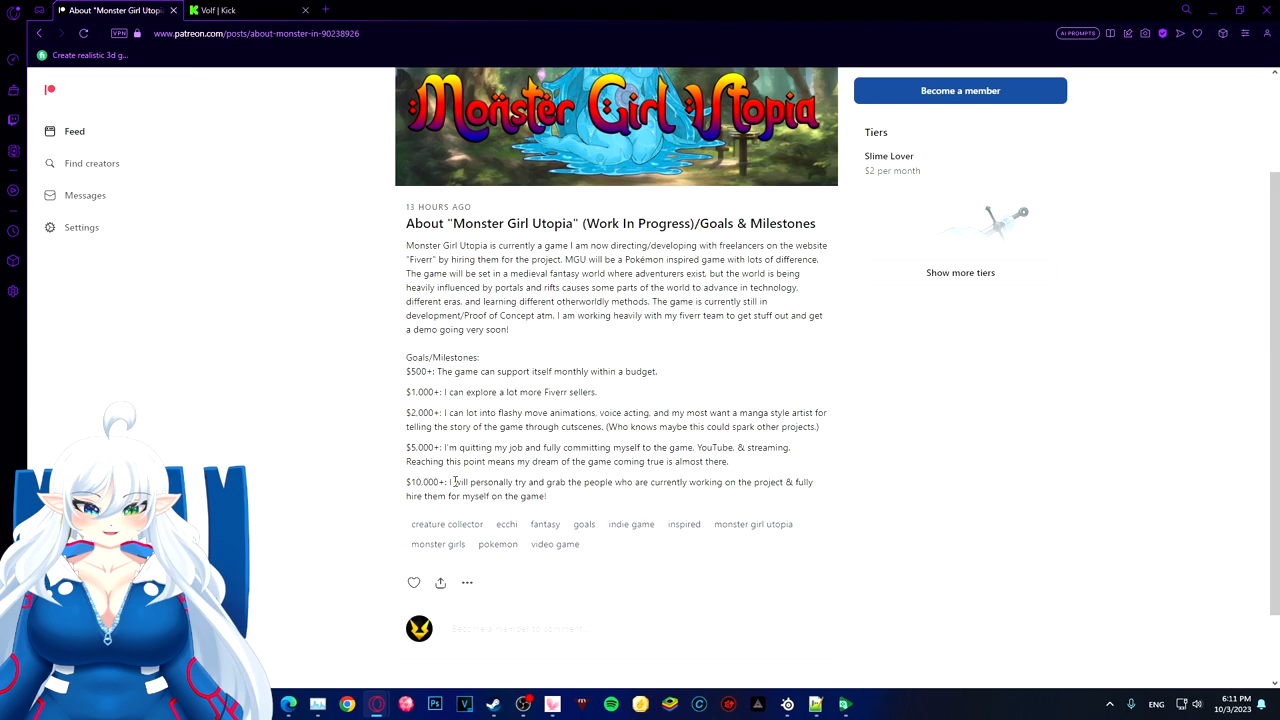 About "Monster Girl Utopi
Volf | Kick
VPN
www.patreon.com/posts/about-monster-in-90238926
AI PROMPTS
Create realistic 3d g...
Feed
Find creators
Messages
Settings
Monster Girl Utopia
13 HOURS AGO
About "Monster Girl Utopia" (Work In Progress)/Goals & Milestones
Monster Girl Utopia is currently a game I am now directing/developing with freelancers on the website
"Fiverr" by hiring them for the project. MGU will be a Pokémon inspired game with lots of difference.
The game will be set in a medieval fantasy world where adventurers exist, but the world is being
heavily influenced by portals and rifts causes some parts of the world to advance in technology,
different eras, and learning different otherworldly methods. The game is currently still in
development/Proof of Concept atm. I am working heavily with my fiverr team to get stuff out and get
a demo going very soon!
Goals/Milestones:
$500+: The game can support itself monthly within a budget.
$1,000+: I can explore a lot more Fiverr sellers.
$2,000+: I can lot into flashy move animations, voice acting, and my most want a manga style artist for
telling the story of the game through cutscenes. (Who knows maybe this could spark other projects.)
$5,000+: I'm quitting my job and fully committing myself to the game, YouTube, & streaming.
Reaching this point means my dream of the game coming true is almost there.
$10,000+: I will personally try and grab the people who are currently working on the project & fully
hire them for myself on the game!
creature collector ecchi fantasy goals indie game inspired monster girl utopia
monster girls pokemon video game
Become a member to comment...
Become a member
Tiers
Slime Lover
$2 per month
Show more tiers
ENG
6:11 PM
10/3/2023